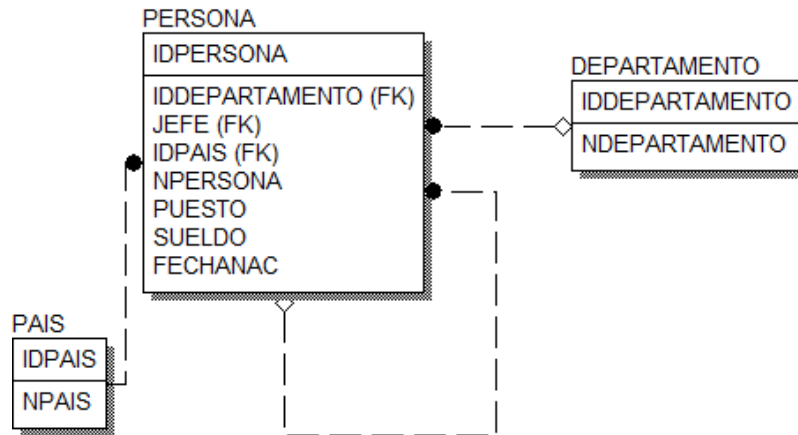 PERSONA
IDPERSONA
IDDEPARTAMENTO (FK)
JEFE (FK)
IDPAIS (FK)
NPERSONA
PUESTO
SUELDO
FECHANAC
DEPARTAMENTO
IDDEPARTAMENTO
NDEPARTAMENTO
PAIS
IDPAIS
NPAIS